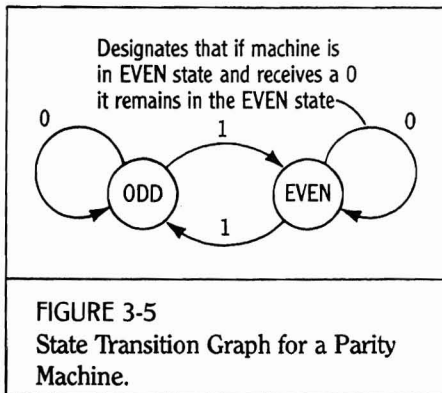 Designates that if machine is
in EVEN state and receives a 0
it remains in the EVEN state
0
1
0
ODD
EVEN
1
FIGURE 3-5
State Transition Graph for a Parity
Machine.